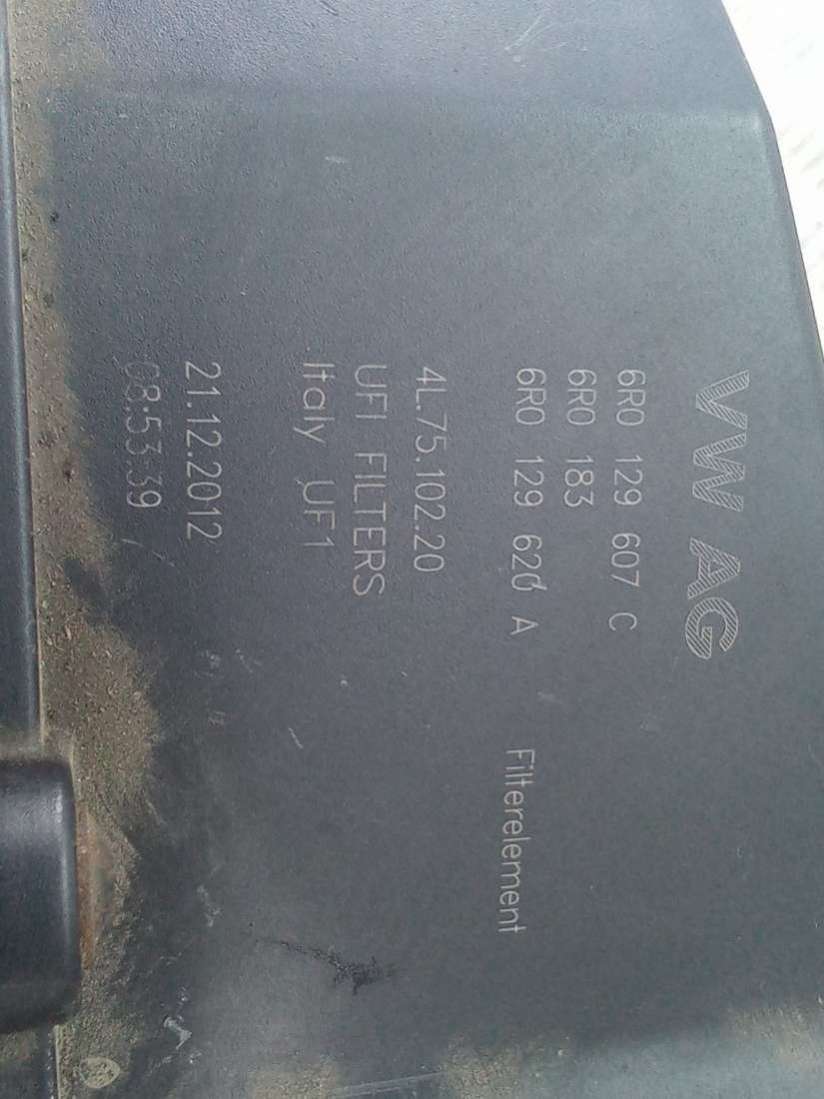 VW AG
6R0 129 607 C
6R0 183
6R0 129 620 A Filterelement
4L.75.102.20
UFI FILTERS
Italy UF1
21.12.2012
08:53:39